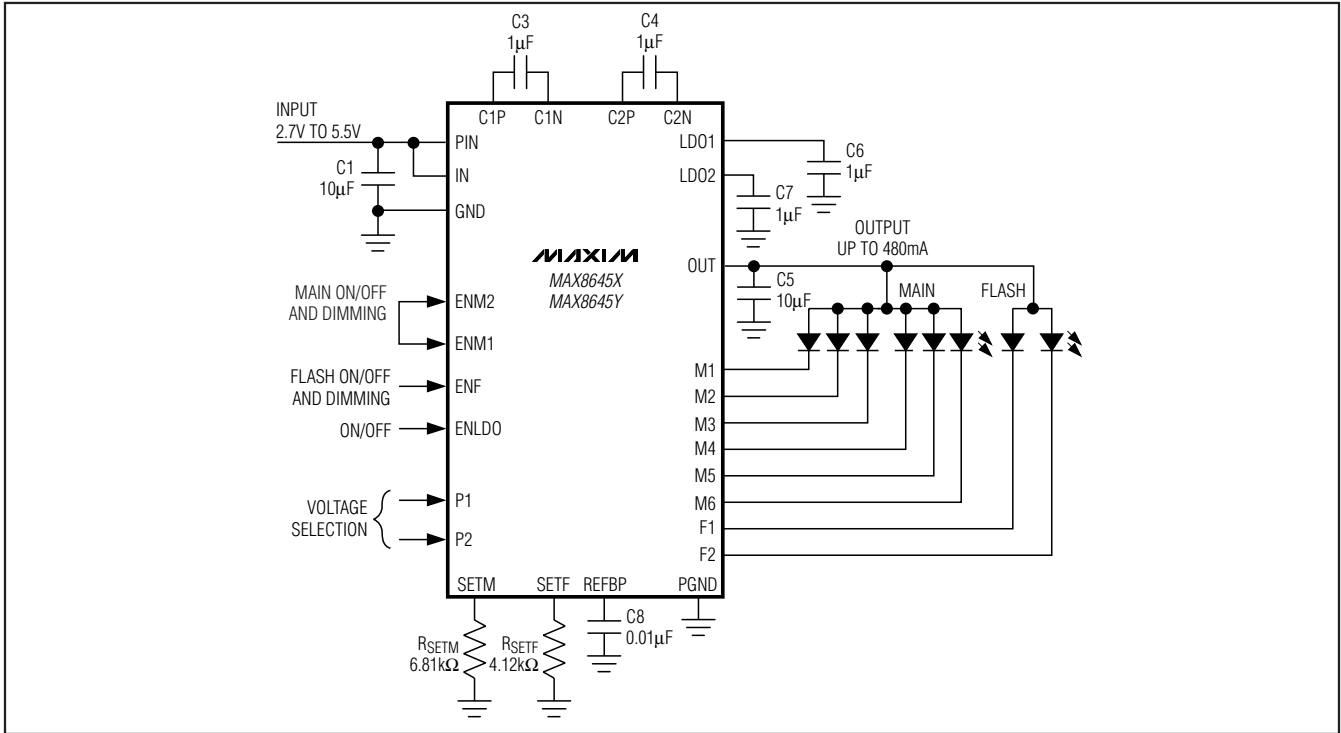 C3
1µF
C4
1µF
C1P
C1N
C2P
C2N
INPUT
2.7V TO 5.5V
PIN
IN
GND
C1
10µF
LDO1
LDO2
C6
1µF
C7
1µF
OUTPUT
UP TO 480mA
OUT
C5
10µF
MAIN
FLASH
MAXIM
MAX8645X
MAX8645Y
MAIN ON/OFF
AND DIMMING
ENM2
ENM1
FLASH ON/OFF
AND DIMMING
ENF
ON/OFF
ENLDO
VOLTAGE
SELECTION
P1
P2
M1
M2
M3
M4
M5
M6
F1
F2
SETM
SETF
REFBP
PGND
RSETM
6.81kΩ
RSETF
4.12kΩ
C8
0.01µF